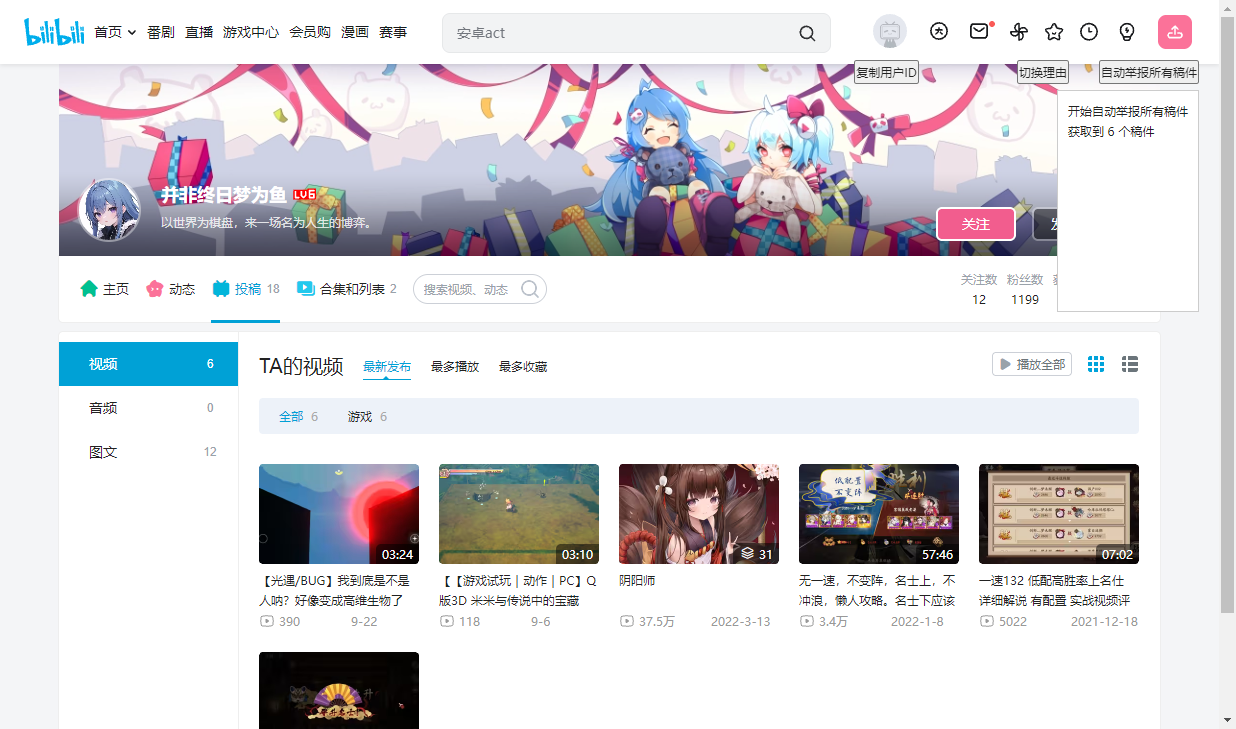 bilibili 首页 番剧 直播 游戏中心 会员购 漫画 赛事 安卓act
复制用户ID 切换理由 自动举报所有稿件
开始自动举报所有稿件
获取到 6 个稿件
并非终日梦为鱼 LV6
以世界为棋盘，来一场名为人生的博弈。
关注 发
主页 动态 投稿 18 合集和列表 2 搜索视频、动态
关注数 粉丝数
12 1199
视频 6
音频 0
图文 12
TA的视频 最新发布 最多播放 最多收藏 播放全部
全部 6 游戏 6
03:24 03:10 31 57:46 07:02
【光遇/BUG】我到底是不是
人呐？好像变成高维生物了
390 9-22
【【游戏试玩｜动作｜PC】Q
版3D 米米与传说中的宝藏
118 9-6
阴阳师
37.5万 2022-3-13
无一速，不变阵，名士上，不
冲浪，懒人攻略。名士下应该
3.4万 2022-1-8
一速132 低配高胜率上名仕
详细解说 有配置 实战视频评
5022 2021-12-18